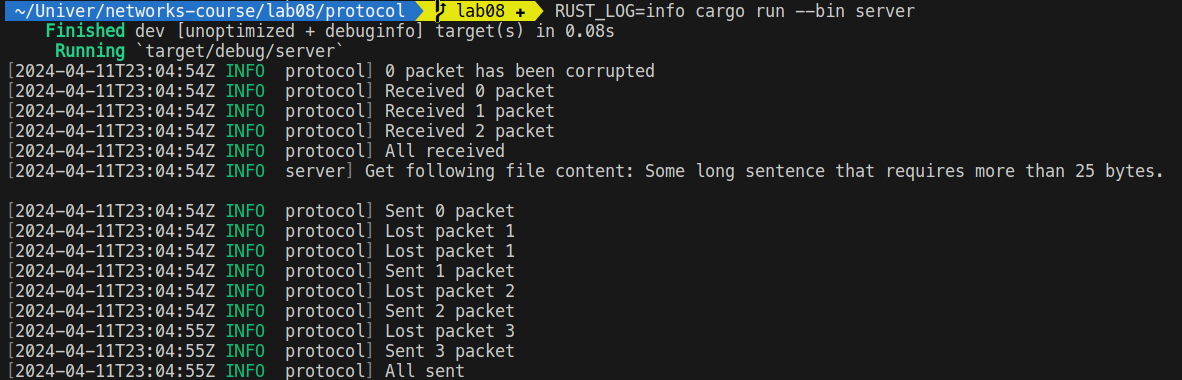 ~/Univer/networks-course/lab08/protocol lab08 + RUST_LOG=info cargo run --bin server
Finished dev [unoptimized + debuginfo] target(s) in 0.08s
Running `target/debug/server`
[2024-04-11T23:04:54Z INFO  protocol] 0 packet has been corrupted
[2024-04-11T23:04:54Z INFO  protocol] Received 0 packet
[2024-04-11T23:04:54Z INFO  protocol] Received 1 packet
[2024-04-11T23:04:54Z INFO  protocol] Received 2 packet
[2024-04-11T23:04:54Z INFO  protocol] All received
[2024-04-11T23:04:54Z INFO  server] Get following file content: Some long sentence that requires more than 25 bytes.
[2024-04-11T23:04:54Z INFO  protocol] Sent 0 packet
[2024-04-11T23:04:54Z INFO  protocol] Lost packet 1
[2024-04-11T23:04:54Z INFO  protocol] Lost packet 1
[2024-04-11T23:04:54Z INFO  protocol] Sent 1 packet
[2024-04-11T23:04:54Z INFO  protocol] Lost packet 2
[2024-04-11T23:04:54Z INFO  protocol] Sent 2 packet
[2024-04-11T23:04:55Z INFO  protocol] Lost packet 3
[2024-04-11T23:04:55Z INFO  protocol] Sent 3 packet
[2024-04-11T23:04:55Z INFO  protocol] All sent